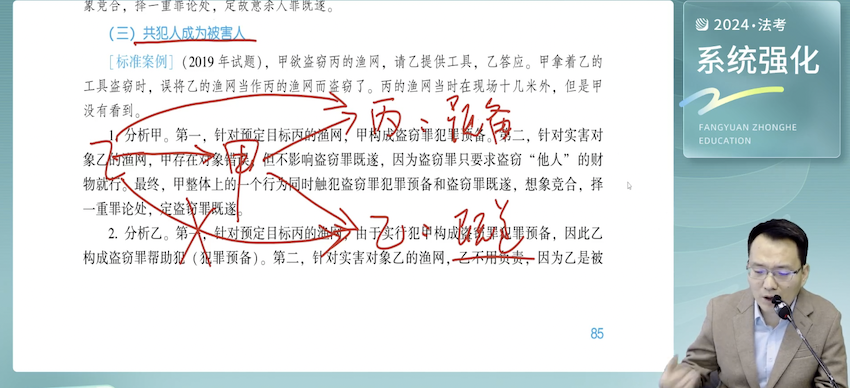 象竞合，择一重罪论处，定故意杀人罪既遂。
（三）共犯人成为被害人
［标准案例］（2019 年试题），甲欲盗窃丙的渔网，请乙提供工具，乙答应。甲拿着乙的
工具盗窃时，误将乙的渔网当作丙的渔网而盗窃了。丙的渔网当时在现场十几米外，但是甲
没有看到。
1. 分析甲。第一，针对预定目标丙的渔网，甲构成盗窃罪犯罪预备。第二，针对实害对
象乙的渔网，甲存在对象错误，但不影响盗窃罪既遂，因为盗窃罪只要求盗窃“他人”的财
物就行。最终，甲整体上的一个行为同时触犯盗窃罪犯罪预备和盗窃罪既遂，想象竞合，择
一重罪论处，定盗窃罪既遂。
2. 分析乙。第一，针对预定目标丙的渔网，由于实行犯甲构成盗窃罪犯罪预备，因此乙
构成盗窃罪帮助犯（犯罪预备）。第二，针对实害对象乙的渔网，乙不用负责，因为乙是被
85
丙：预备
乙
甲
乙：既遂
2024·法考
系统强化
FANGYUAN ZHONGHE
EDUCATION